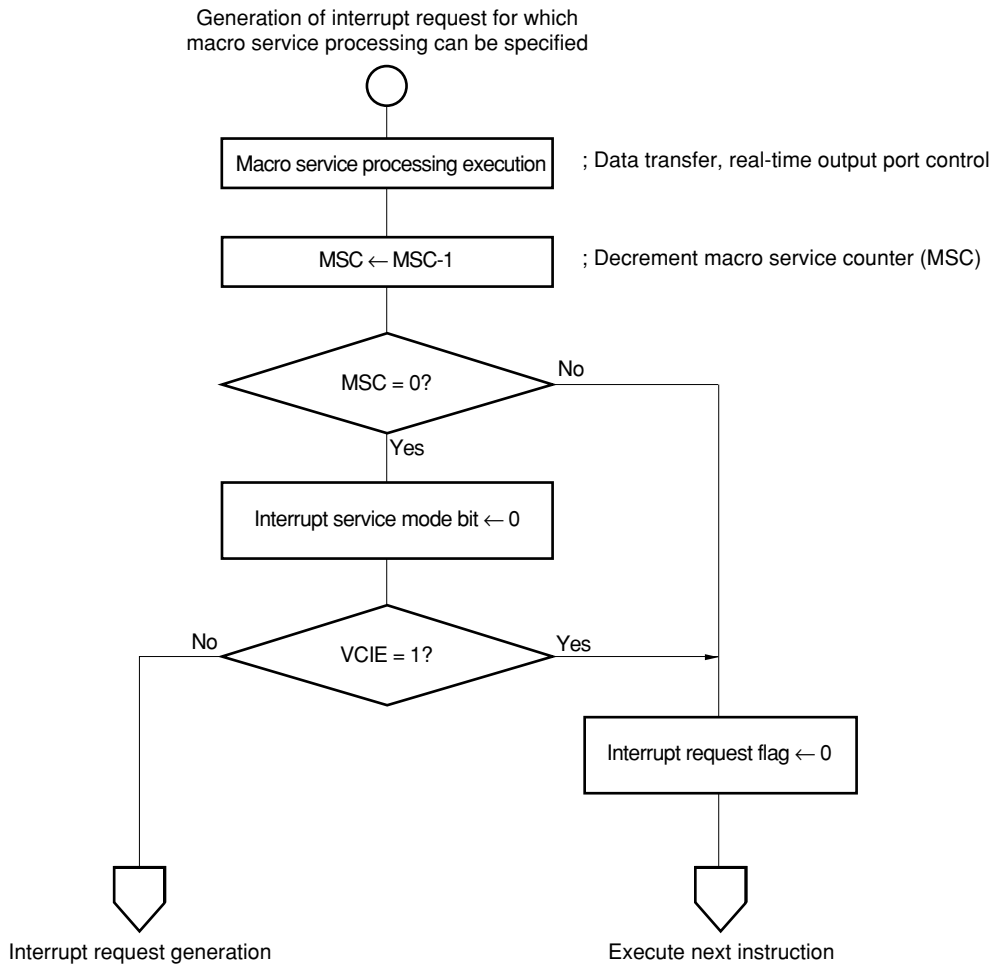 Generation of interrupt request for which
macro service processing can be specified
Macro service processing execution
; Data transfer, real-time output port control
MSC ← MSC-1
; Decrement macro service counter (MSC)
MSC = 0?
No
Yes
Interrupt service mode bit ← 0
No
VCIE = 1?
Yes
Interrupt request flag ← 0
Interrupt request generation
Execute next instruction